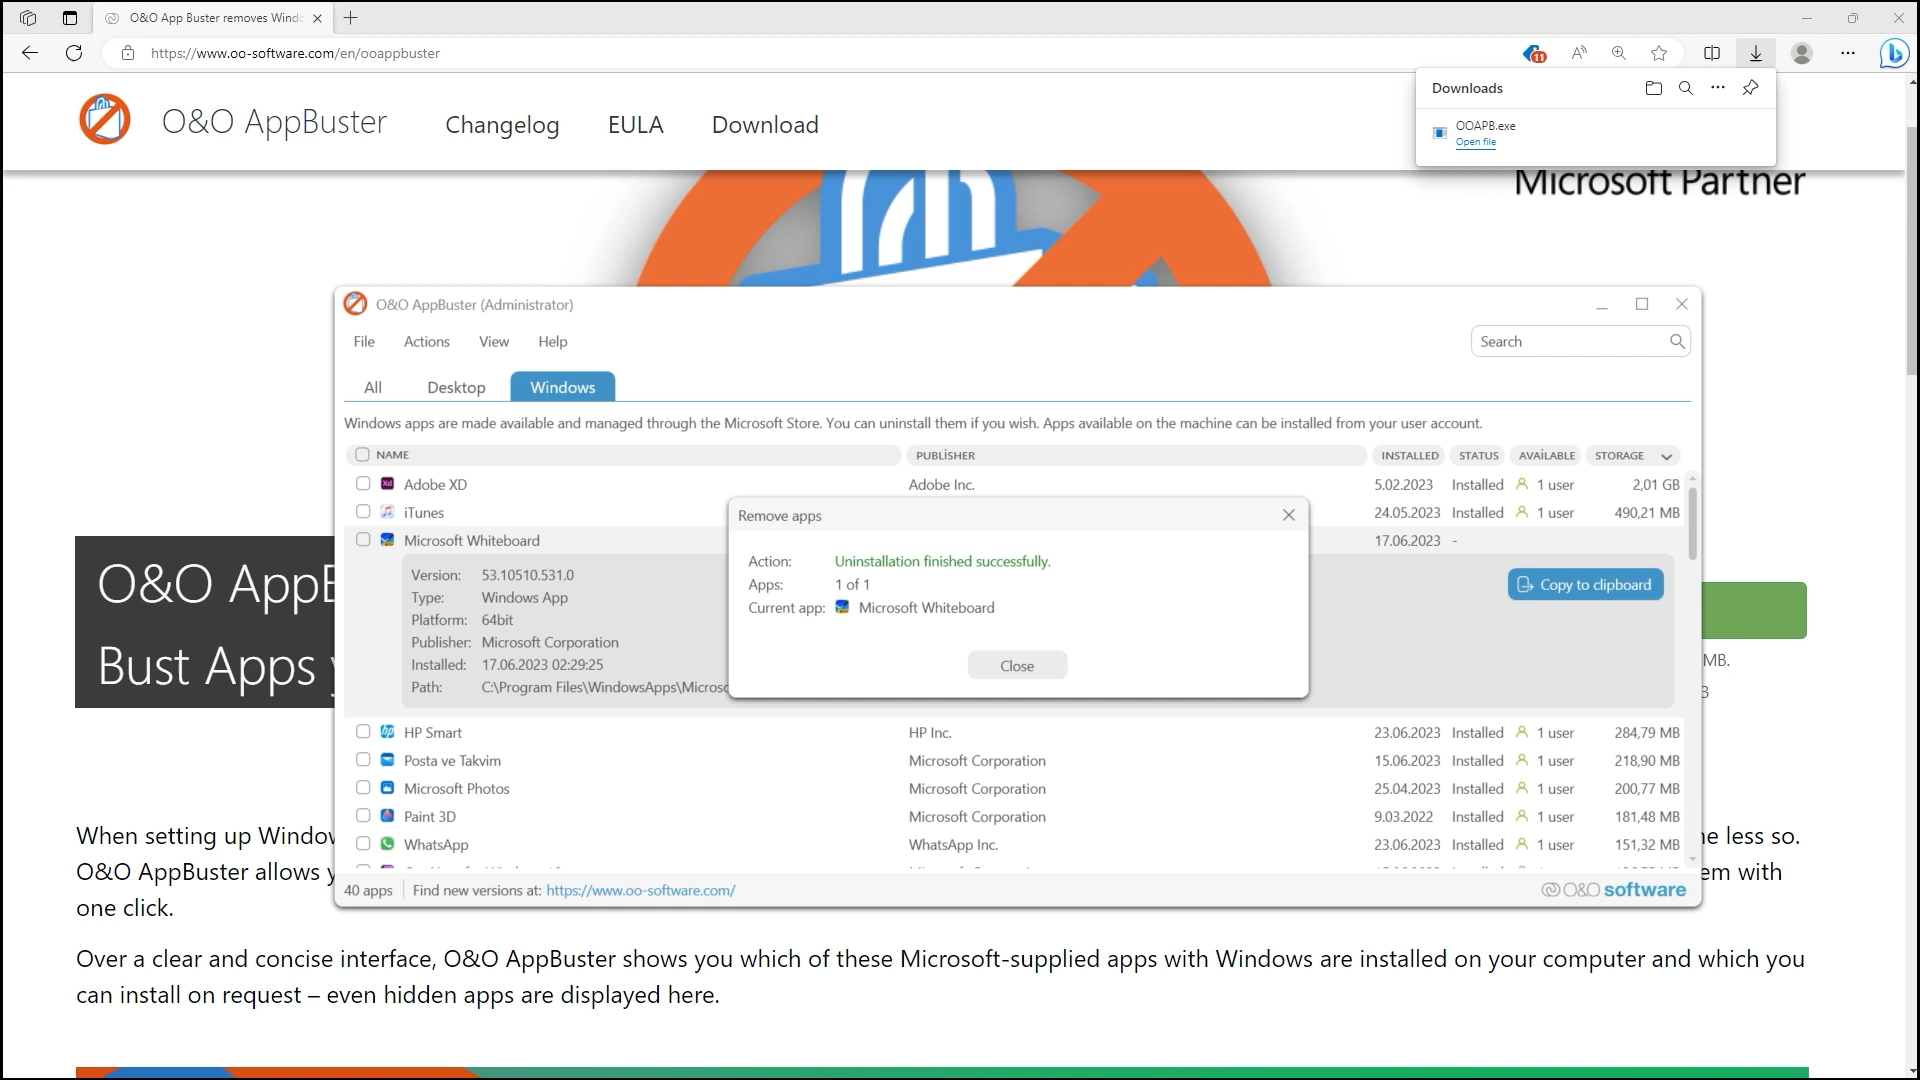 O&O App Buster removes Windo
https://www.oo-software.com/en/ooappbuster
11
Downloads
OOAPB.exe
Open file
O&O AppBuster
Changelog
EULA
Download
Microsoft Partner
O&O AppBuster (Administrator)
File
Actions
View
Help
Search
All
Desktop
Windows
Windows apps are made available and managed through the Microsoft Store. You can uninstall them if you wish. Apps available on the machine can be installed from your user account.
NAME PUBLİSHER INSTALLED STATUS AVAİLABLE STORAGE
Adobe XD Adobe Inc. 5.02.2023 Installed 1 user 2,01 GB
iTunes 24.05.2023 Installed 1 user 490,21 MB
Microsoft Whiteboard 17.06.2023 -
Version: 53.10510.531.0
Type: Windows App
Platform: 64bit
Publisher: Microsoft Corporation
Installed: 17.06.2023 02:29:25
Path: C:\Program Files\WindowsApps\Microso
Copy to clipboard
Remove apps
Action: Uninstallation finished successfully.
Apps: 1 of 1
Current app: Microsoft Whiteboard
Close
HP Smart HP Inc. 23.06.2023 Installed 1 user 284,79 MB
Posta ve Takvim Microsoft Corporation 15.06.2023 Installed 1 user 218,90 MB
Microsoft Photos Microsoft Corporation 25.04.2023 Installed 1 user 200,77 MB
Paint 3D Microsoft Corporation 9.03.2022 Installed 1 user 181,48 MB
WhatsApp WhatsApp Inc. 23.06.2023 Installed 1 user 151,32 MB
40 apps
Find new versions at: https://www.oo-software.com/
O&O software
O&O AppB
Bust Apps y
MB.
3
When setting up Window
ne less so.
O&O AppBuster allows y
em with
one click.
Over a clear and concise interface, O&O AppBuster shows you which of these Microsoft-supplied apps with Windows are installed on your computer and which you
can install on request – even hidden apps are displayed here.